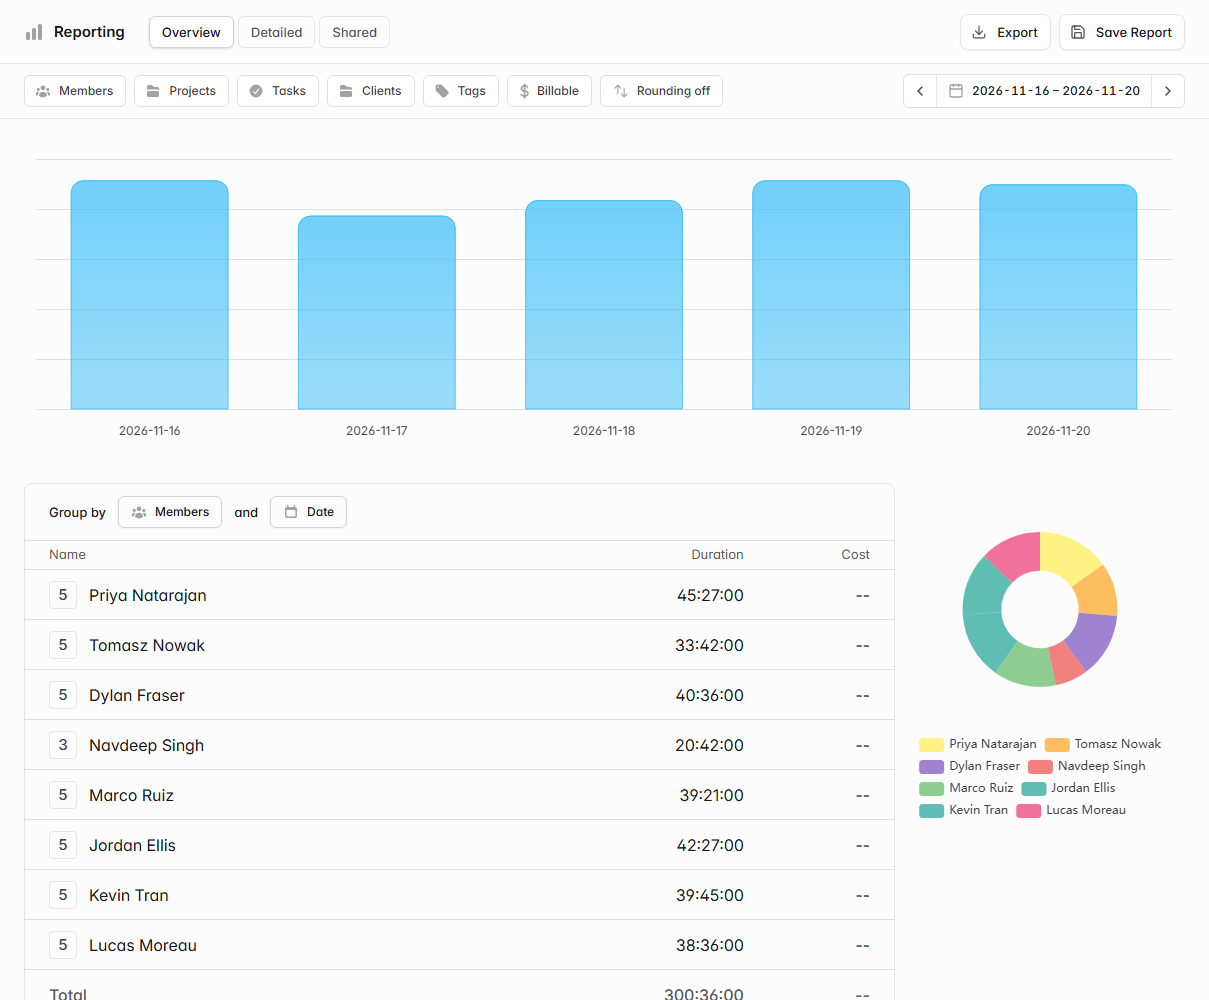 Reporting Overview Detailed Shared Export Save Report
Members Projects Tasks Clients Tags Billable Rounding off 2026-11-16 – 2026-11-20
2026-11-16 2026-11-17 2026-11-18 2026-11-19 2026-11-20
Group by Members and Date
Name Duration Cost
5 Priya Natarajan 45:27:00 --
5 Tomasz Nowak 33:42:00 --
5 Dylan Fraser 40:36:00 --
3 Navdeep Singh 20:42:00 --
5 Marco Ruiz 39:21:00 --
5 Jordan Ellis 42:27:00 --
5 Kevin Tran 39:45:00 --
5 Lucas Moreau 38:36:00 --
Total 300:36:00 --
Priya Natarajan Tomasz Nowak
Dylan Fraser Navdeep Singh
Marco Ruiz Jordan Ellis
Kevin Tran Lucas Moreau